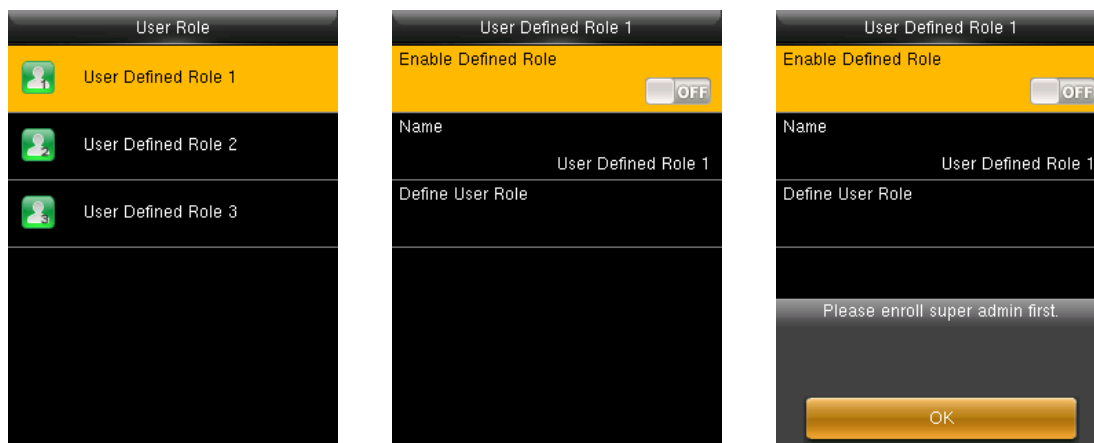 User Role
User Defined Role 1
User Defined Role 2
User Defined Role 3
User Defined Role 1
Enable Defined Role
OFF
Name
User Defined Role 1
Define User Role
User Defined Role 1
Enable Defined Role
OFF
Name
User Defined Role 1
Define User Role
Please enroll super admin first.
OK